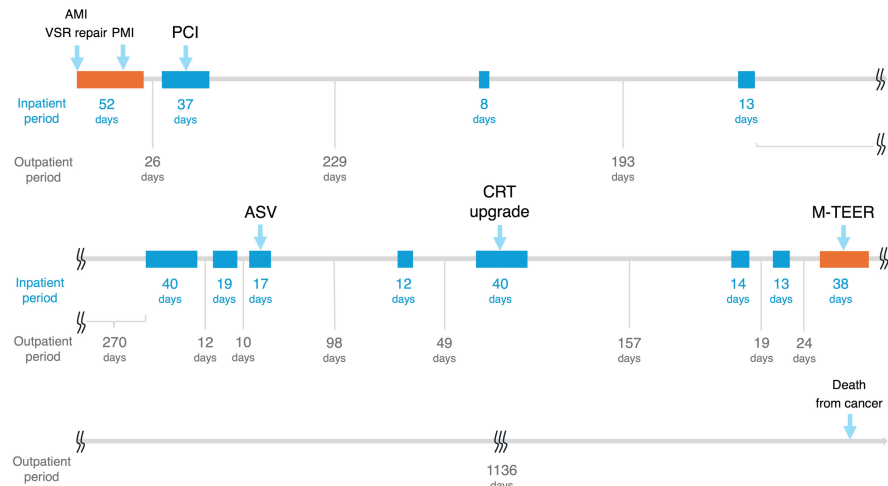 AMI
VSR repair PMI
PCI
Inpatient
period
52
days
37
days
8
days
13
days
Outpatient
period
26
days
229
days
193
days
ASV
CRT
upgrade
M-TEER
Inpatient
period
40
days
19
days
17
days
12
days
40
days
14
days
13
days
38
days
Outpatient
period
270
days
12
days
10
days
98
days
49
days
157
days
19
days
24
days
Death
from cancer
Outpatient
period
1136
days